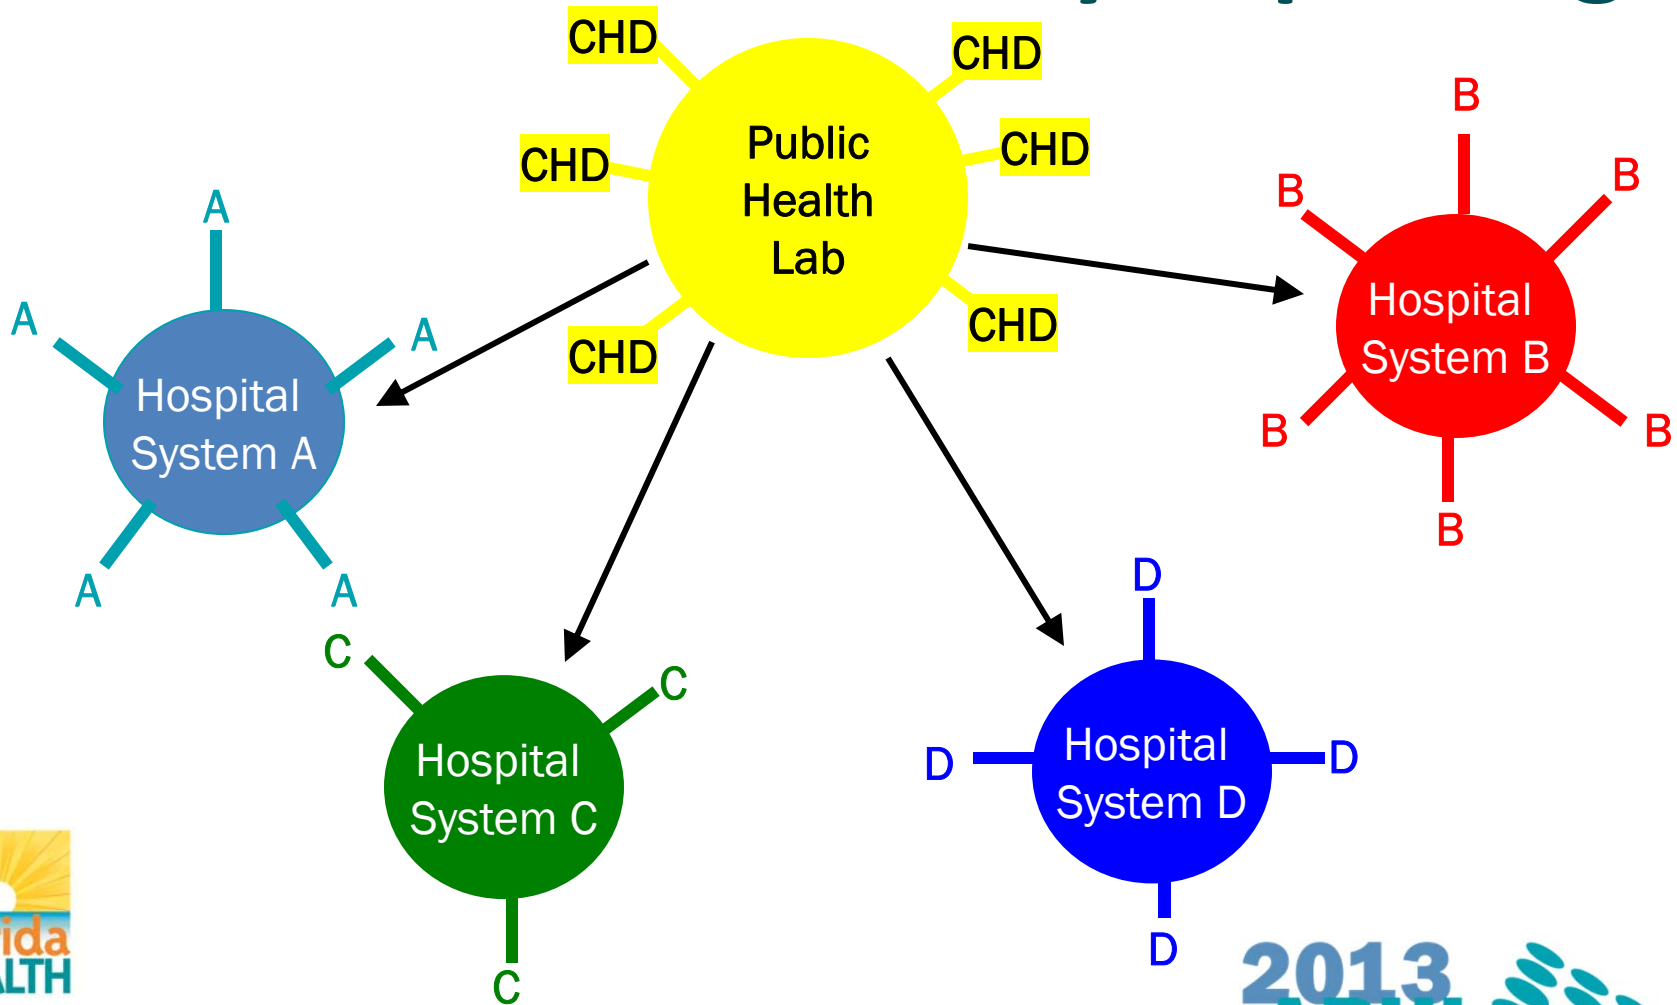 CHD
CHD
CHD
CHD
CHD
CHD
Public
Health
Lab
A
A
A
A
A
Hospital
System A
B
B
B
B
B
B
Hospital
System B
C
C
C
Hospital
System C
D
D
D
D
Hospital
System D
2013